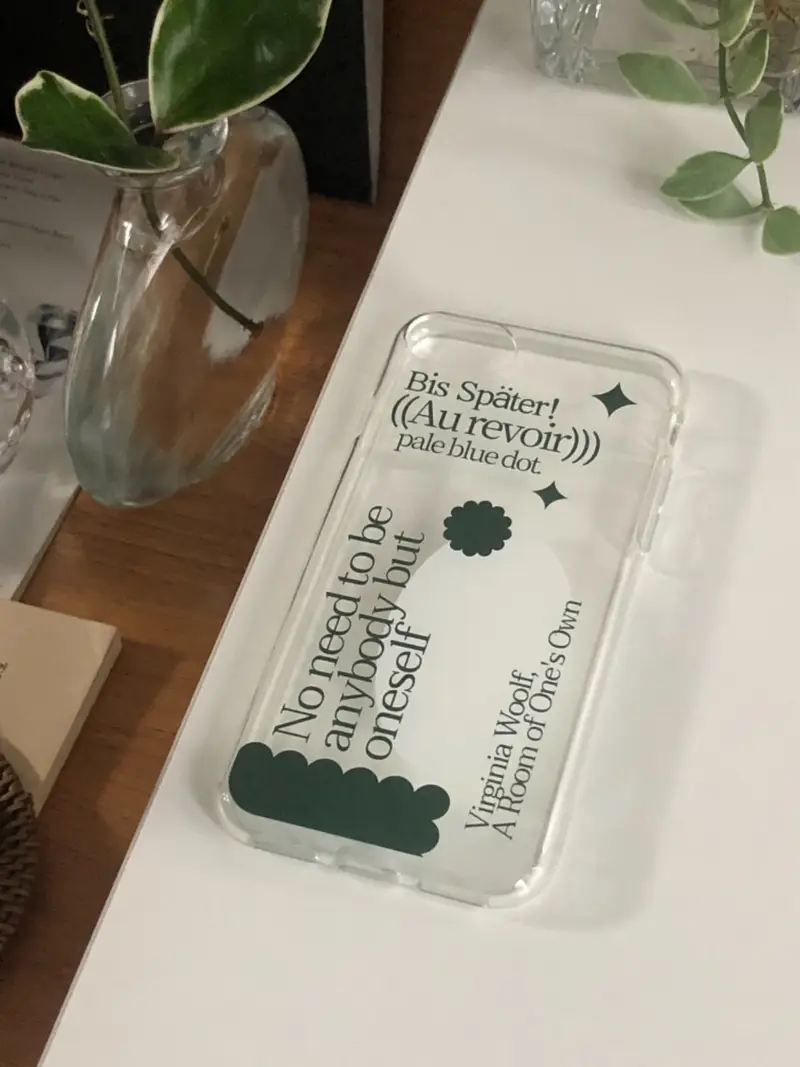 Bis Später!
((Au revoir)))
pale blue dot.
No need to be
anybody but
oneself
Virginia Woolf,
A Room of One's Own